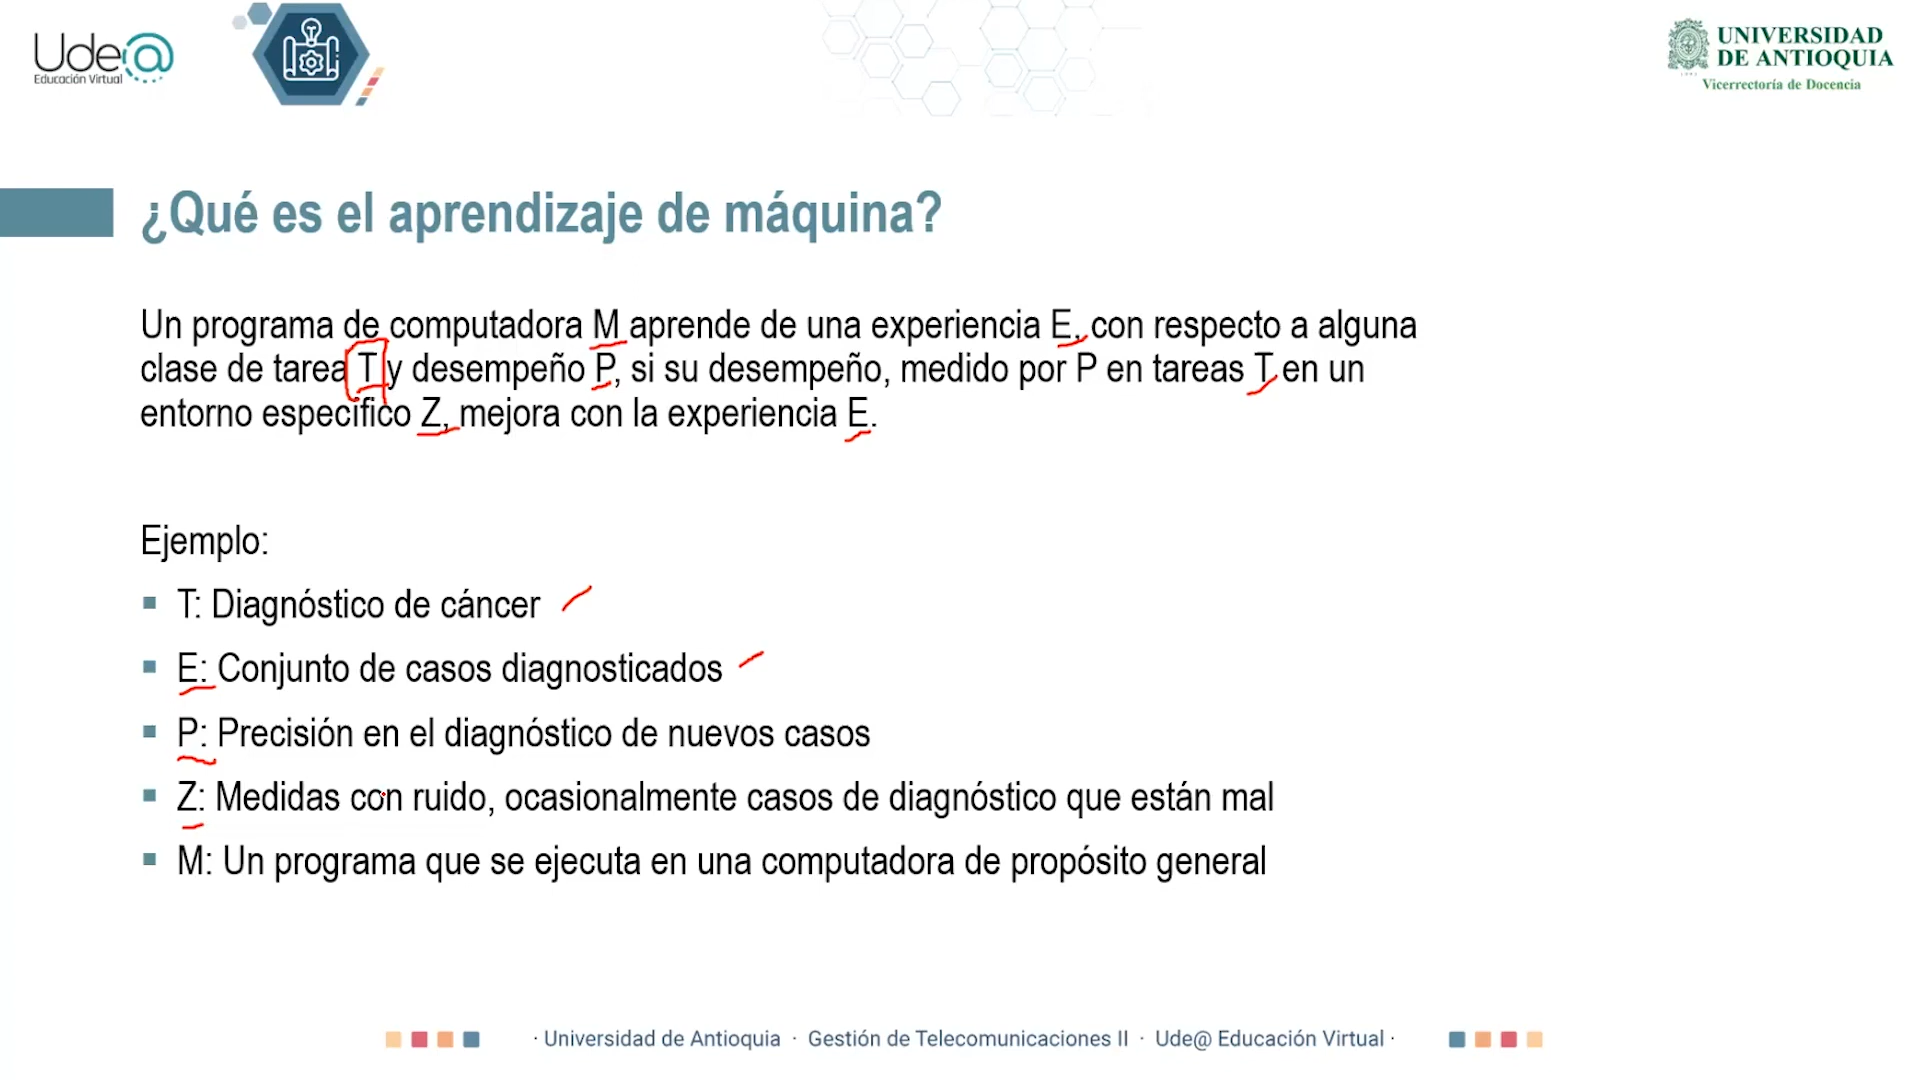 Ude@
Educación Virtual
UNIVERSIDAD
DE ANTIOQUIA
Vicerrectoría de Docencia
¿Qué es el aprendizaje de máquina?
Un programa de computadora M aprende de una experiencia E, con respecto a alguna
clase de tarea T y desempeño P, si su desempeño, medido por P en tareas T en un
entorno específico Z, mejora con la experiencia E.
Ejemplo:
▪ T: Diagnóstico de cáncer
▪ E: Conjunto de casos diagnosticados
▪ P: Precisión en el diagnóstico de nuevos casos
▪ Z: Medidas con ruido, ocasionalmente casos de diagnóstico que están mal
▪ M: Un programa que se ejecuta en una computadora de propósito general
· Universidad de Antioquia · Gestión de Telecomunicaciones II · Ude@ Educación Virtual ·